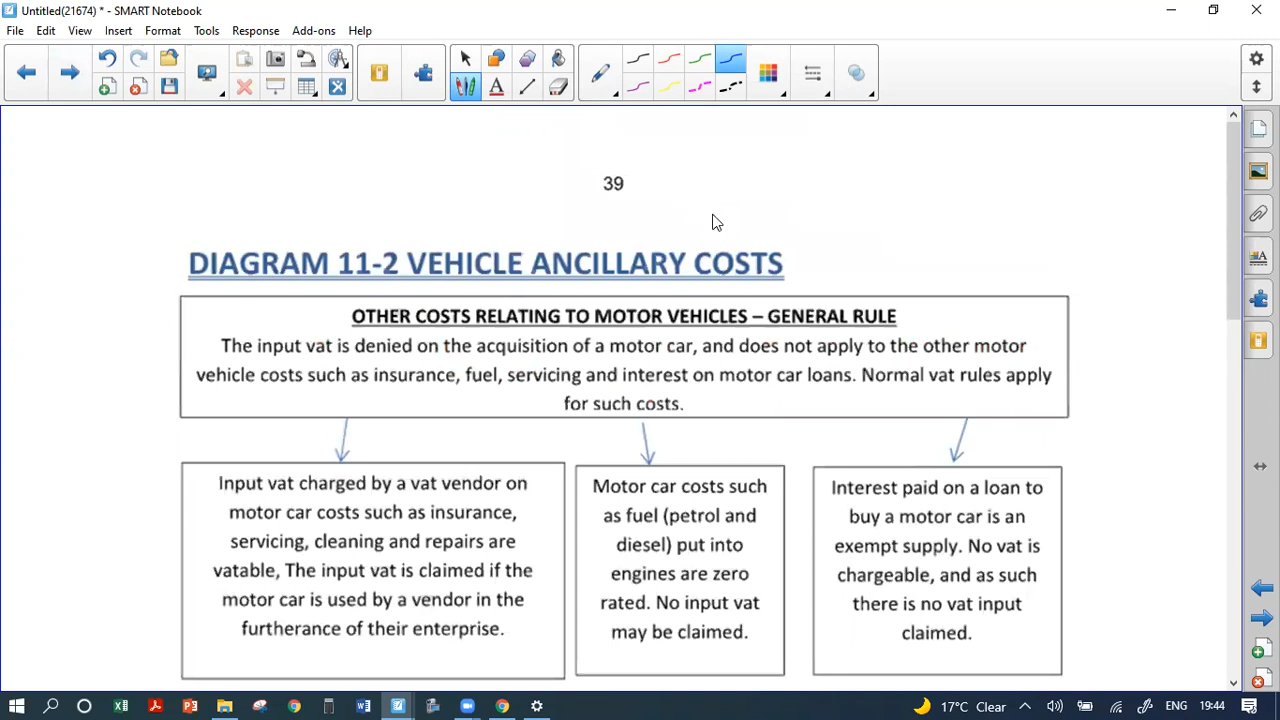 Untitled(21674) * - SMART Notebook
File Edit View Insert Format Tools Response Add-ons Help
39
DIAGRAM 11-2 VEHICLE ANCILLARY COSTS
OTHER COSTS RELATING TO MOTOR VEHICLES – GENERAL RULE
The input vat is denied on the acquisition of a motor car, and does not apply to the other motor
vehicle costs such as insurance, fuel, servicing and interest on motor car loans. Normal vat rules apply
for such costs.
Input vat charged by a vat vendor on
motor car costs such as insurance,
servicing, cleaning and repairs are
vatable, The input vat is claimed if the
motor car is used by a vendor in the
furtherance of their enterprise.
Motor car costs such
as fuel (petrol and
diesel) put into
engines are zero
rated. No input vat
may be claimed.
Interest paid on a loan to
buy a motor car is an
exempt supply. No vat is
chargeable, and as such
there is no vat input
claimed.
17°C Clear ENG 19:44